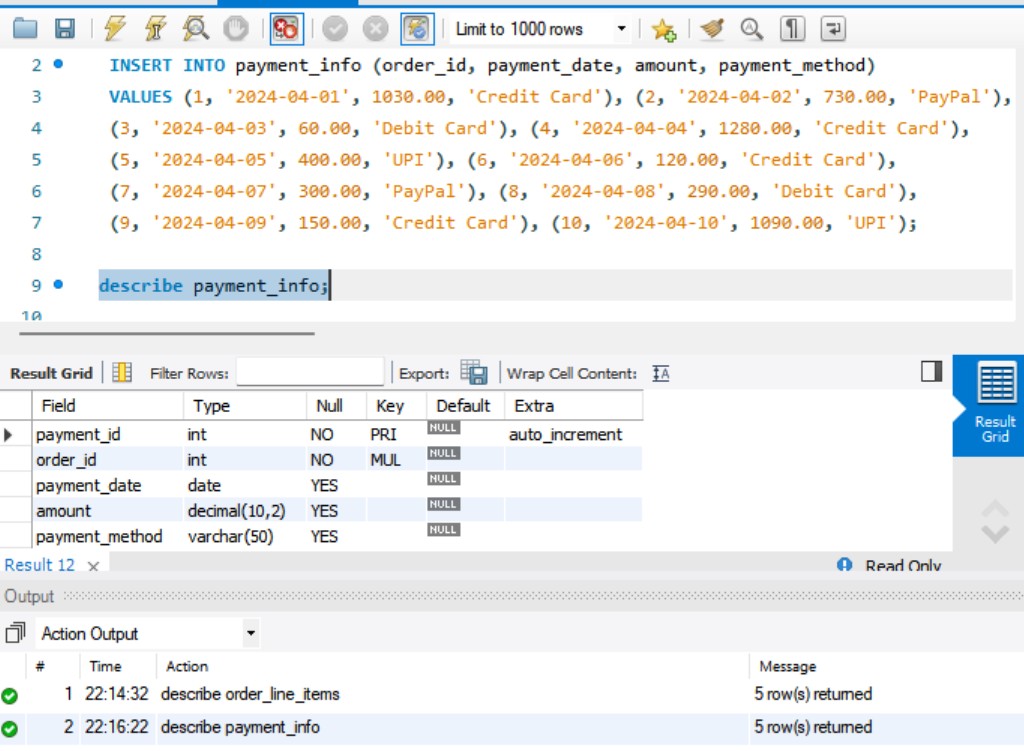 Limit to 1000 rows
2 INSERT INTO payment_info (order_id, payment_date, amount, payment_method)
3 VALUES (1, '2024-04-01', 1030.00, 'Credit Card'), (2, '2024-04-02', 730.00, 'PayPal'),
4 (3, '2024-04-03', 60.00, 'Debit Card'), (4, '2024-04-04', 1280.00, 'Credit Card'),
5 (5, '2024-04-05', 400.00, 'UPI'), (6, '2024-04-06', 120.00, 'Credit Card'),
6 (7, '2024-04-07', 300.00, 'PayPal'), (8, '2024-04-08', 290.00, 'Debit Card'),
7 (9, '2024-04-09', 150.00, 'Credit Card'), (10, '2024-04-10', 1090.00, 'UPI');
8
9 describe payment_info;
10
Result Grid Filter Rows: Export: Wrap Cell Content:
Field Type Null Key Default Extra
payment_id int NO PRI NULL auto_increment
order_id int NO MUL NULL
payment_date date YES NULL
amount decimal(10,2) YES NULL
payment_method varchar(50) YES NULL
Result
Grid
Result 12 Read Only
Output
Action Output
# Time Action Message
1 22:14:32 describe order_line_items 5 row(s) returned
2 22:16:22 describe payment_info 5 row(s) returned